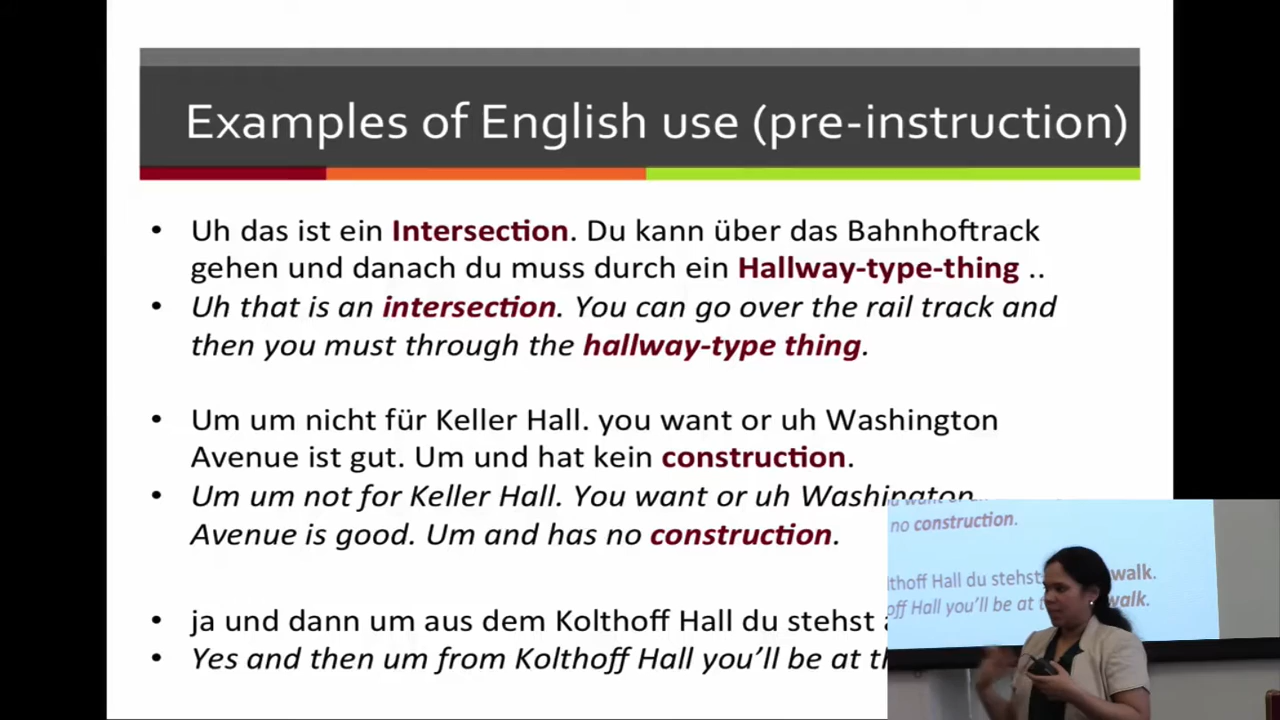 Examples of English use (pre-instruction)
• Uh das ist ein Intersection. Du kann über das Bahnhoftrack
gehen und danach du muss durch ein Hallway-type-thing ..
• Uh that is an intersection. You can go over the rail track and
then you must through the hallway-type thing.
• Um um nicht für Keller Hall. you want or uh Washington
Avenue ist gut. Um und hat kein construction.
• Um um not for Keller Hall. You want or uh Washington
Avenue is good. Um and has no construction.
• ja und dann um aus dem Kolthoff Hall du stehst
• Yes and then um from Kolthoff Hall you’ll be at
no construction.
lthoff Hall du stehst walk.
off Hall you’ll be at walk.